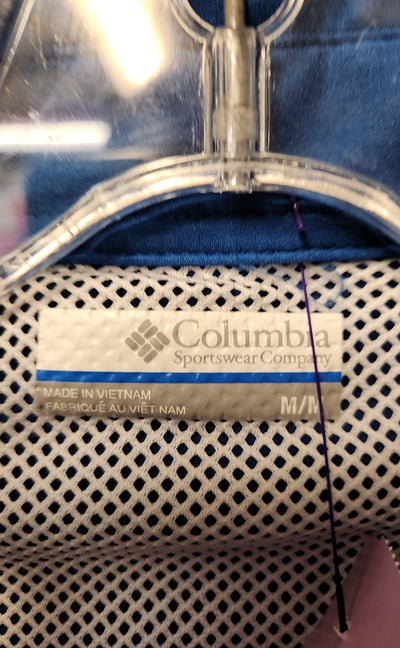 Columbia
Sportswear Company
MADE IN VIETNAM
FABRIQUÉ AU VIÊT NAM
M/M